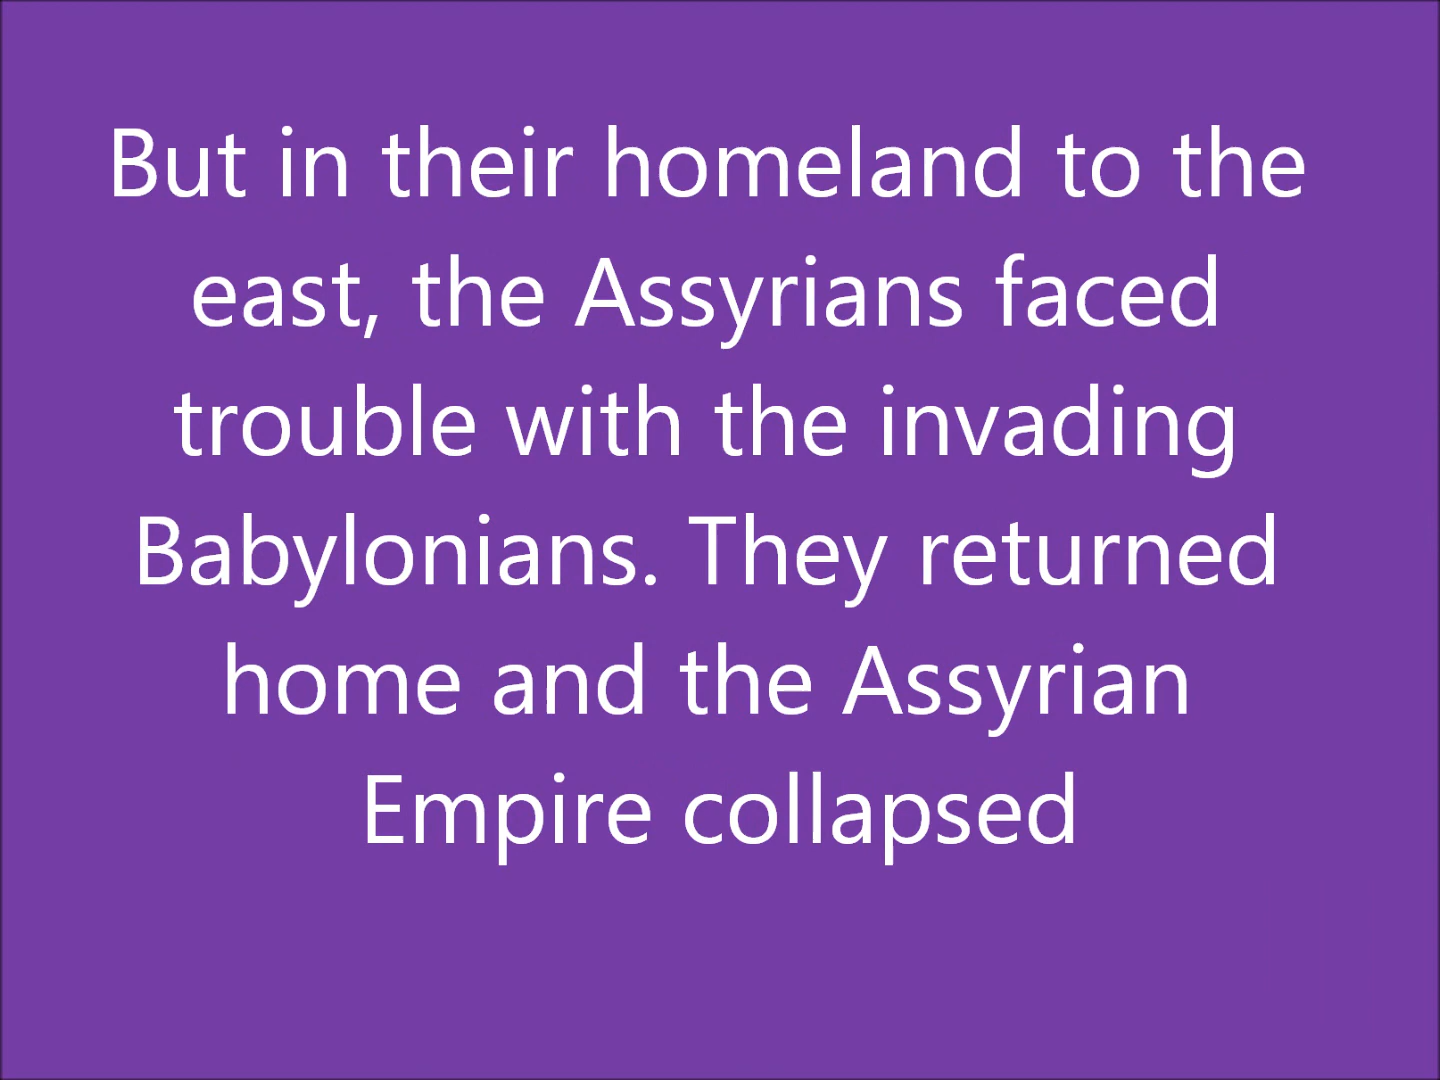 But in their homeland to the
east, the Assyrians faced
trouble with the invading
Babylonians. They returned
home and the Assyrian
Empire collapsed